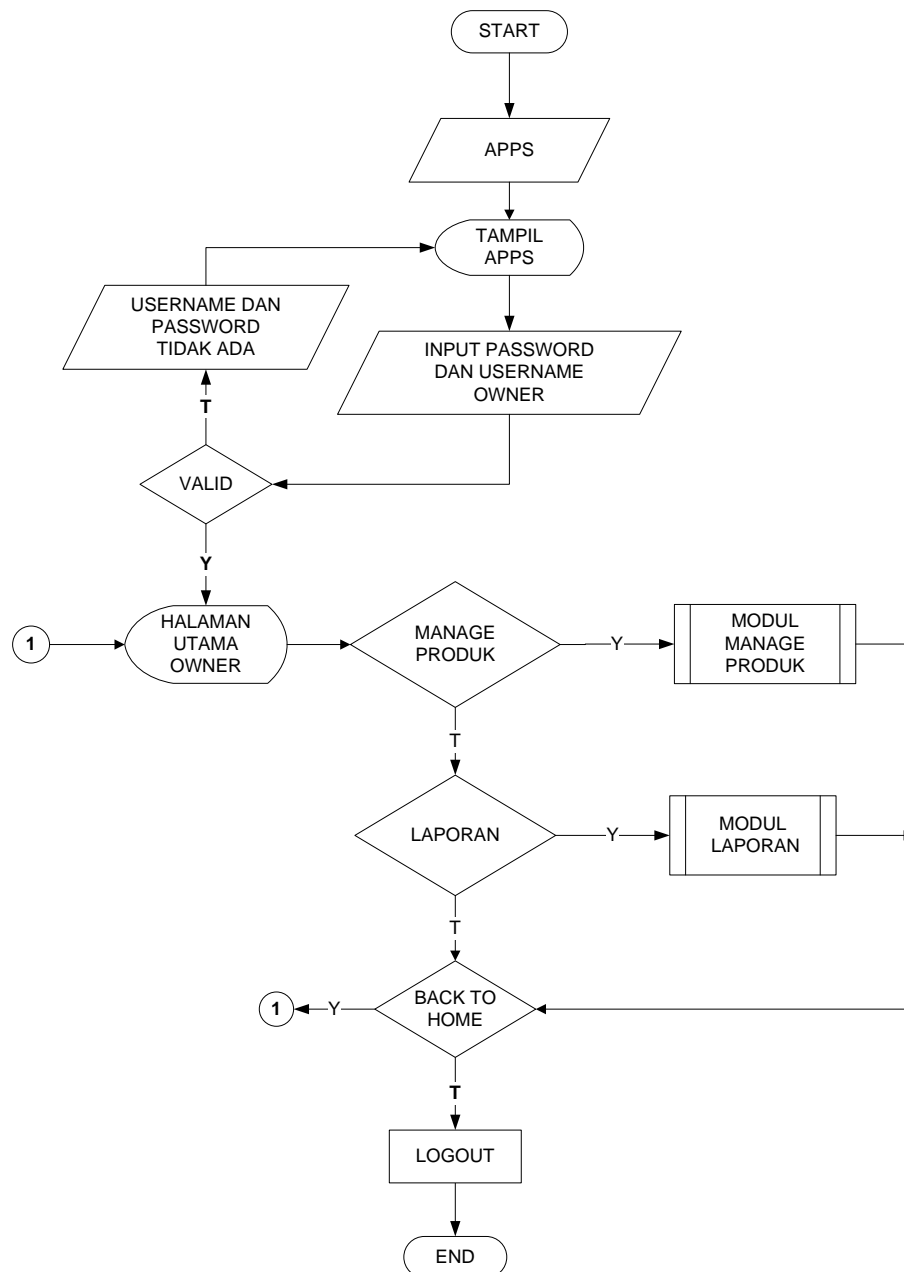 START
APPS
TAMPIL
APPS
USERNAME DAN
PASSWORD
TIDAK ADA
INPUT PASSWORD
DAN USERNAME
OWNER
T
VALID
Y
1
HALAMAN
UTAMA
OWNER
MANAGE
PRODUK
Y
MODUL
MANAGE
PRODUK
T
LAPORAN
Y
MODUL
LAPORAN
T
1
Y
BACK TO
HOME
T
LOGOUT
END